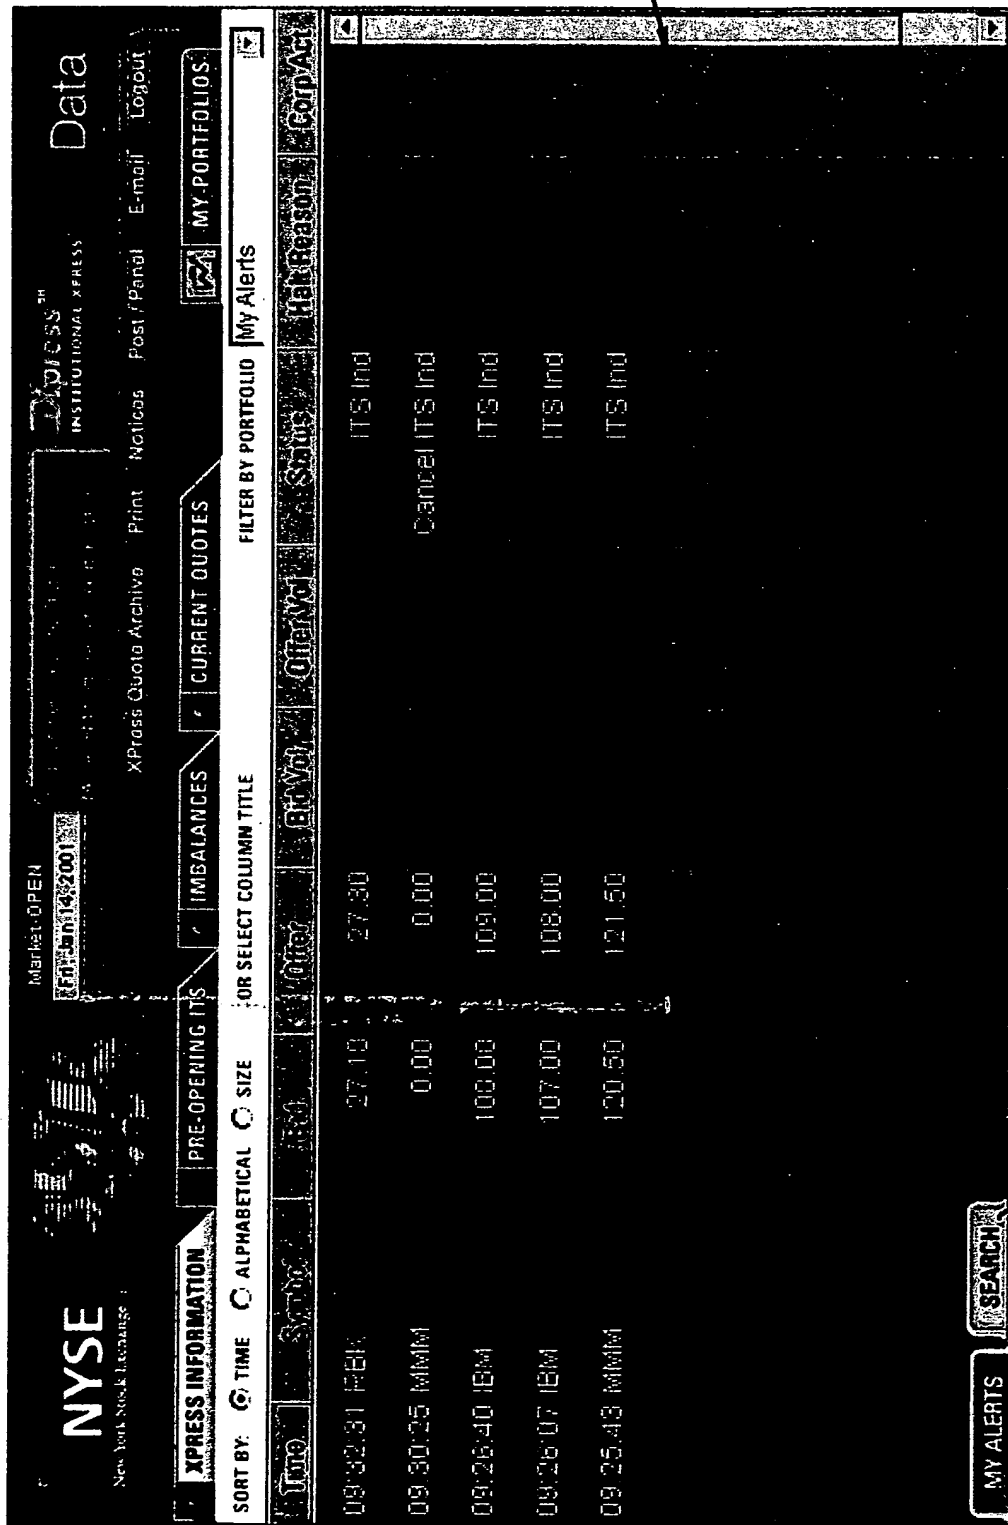 NYSE
New York Stock Exchange
Market-OPEN
Fri, Jan 14, 2001
INSTITUTIONAL XPRESS
Data
XPress Quote Archive Print Notices Post / Panel E-mail Logout
XPRESS INFORMATION PRE-OPENING ITS IMBALANCES CURRENT QUOTES MY-PORTFOLIOS
SORT BY: TIME ALPHABETICAL SIZE OR SELECT COLUMN TITLE FILTER BY PORTFOLIO My Alerts
Time Symbol Offer Bid Vol Offer Vol Status Halt Reason Corp Act
09:32:31 27.10 27.30 ITS Ind
09:30:25 MMM 0.00 0.00 Cancel ITS Ind
09:26:40 IBM 108.00 109.00 ITS Ind
09:26:07 IBM 107.00 108.00 ITS Ind
09:25:43 MMM 120.50 121.50 ITS Ind
MY ALERTS SEARCH